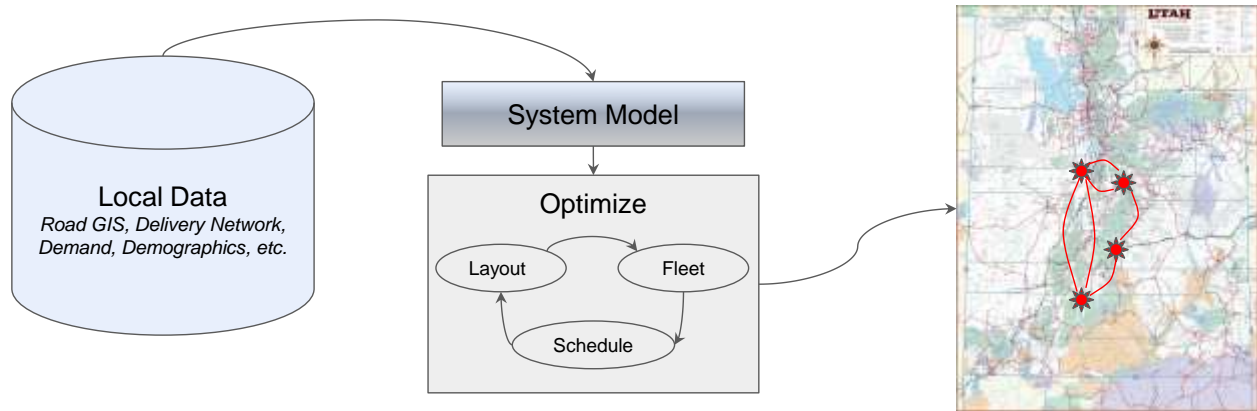 Local Data
Road GIS, Delivery Network,
Demand, Demographics, etc.
System Model
Optimize
Layout
Fleet
Schedule
UTAH